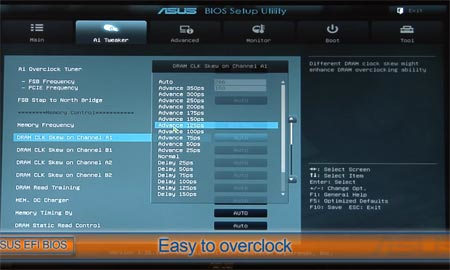 ASUS BIOS Setup Utility
Exit
Main
Ai Tweaker
Advanced
Monitor
Boot
Tool
Ai Overclock Tuner
- FSB Frequency
- PCIE Frequency
FSB Stap to North Bridge
Memory Control
Memory Frequency
DRAM CLK Skew on Channel A1
DRAM CLK Skew on Channel B1
DRAM CLK Skew on Channel A2
DRAM CLK Skew on Channel B2
DRAM Read Training
MEM. OC Charger
Memory Timing By
DRAM Static Read Control
DRAM CLK Skew on Channel A1
Auto
Advance 350ps
Advance 300ps
Advance 250ps
Advance 200ps
Advance 175ps
Advance 150ps
Advance 125ps
Advance 100ps
Advance 75ps
Advance 50ps
Advance 25ps
Normal
Delay 25ps
Delay 50ps
Delay 75ps
Delay 100ps
Delay 125ps
Delay 150ps
AUTO
AUTO
Different DRAM clock skew might
enhance DRAM overclocking ability
: Select Screen
: Select Item
Enter: Select
+/-: Change Opt.
F1: General Help
F5: Optimized Defaults
F10: Save ESC: Exit
SUS EFI BIOS
Easy to overclock